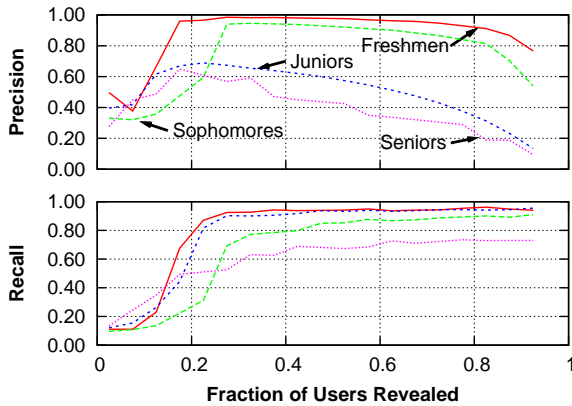 Precision
1.00
0.80
0.60
0.40
0.20
0.00
Freshmen
Juniors
Sophomores
Seniors
Recall
1.00
0.80
0.60
0.40
0.20
0.00
0 0.2 0.4 0.6 0.8 1
Fraction of Users Revealed